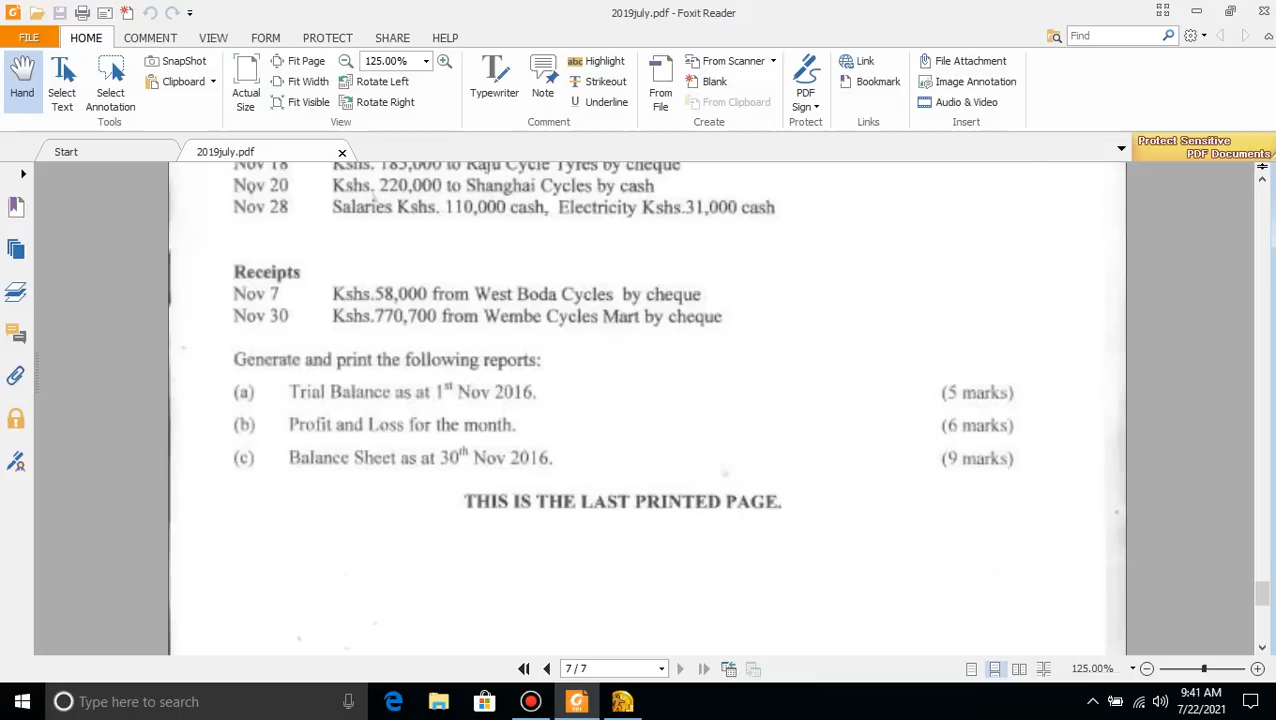 2019july.pdf - Foxit Reader
FILE
HOME
COMMENT
VIEW
FORM
PROTECT
SHARE
HELP
Find
Hand
Select
Text
Select
Annotation
SnapShot
Clipboard
Tools
Actual
Size
Fit Page
Fit Width
Fit Visible
125.00%
Rotate Left
Rotate Right
View
Typewriter
Note
abc Highlight
Strikeout
U Underline
Comment
From
File
From Scanner
Blank
From Clipboard
Create
PDF
Sign
Protect
Link
Bookmark
Links
File Attachment
Image Annotation
Audio & Video
Insert
Start
2019july.pdf
Protect Sensitive
PDF Documents
Nov 18 Kshs. 185,000 to Raju Cycle Tyres by cheque
Nov 20 Kshs. 220,000 to Shanghai Cycles by cash
Nov 28 Salaries Kshs. 110,000 cash, Electricity Kshs.31,000 cash
Receipts
Nov 7 Kshs.58,000 from West Boda Cycles by cheque
Nov 30 Kshs.770,700 from Wembe Cycles Mart by cheque
Generate and print the following reports:
(a) Trial Balance as at 1st Nov 2016. (5 marks)
(b) Profit and Loss for the month. (6 marks)
(c) Balance Sheet as at 30th Nov 2016. (9 marks)
THIS IS THE LAST PRINTED PAGE.
7 / 7
125.00%
Type here to search
9:41 AM
7/22/2021